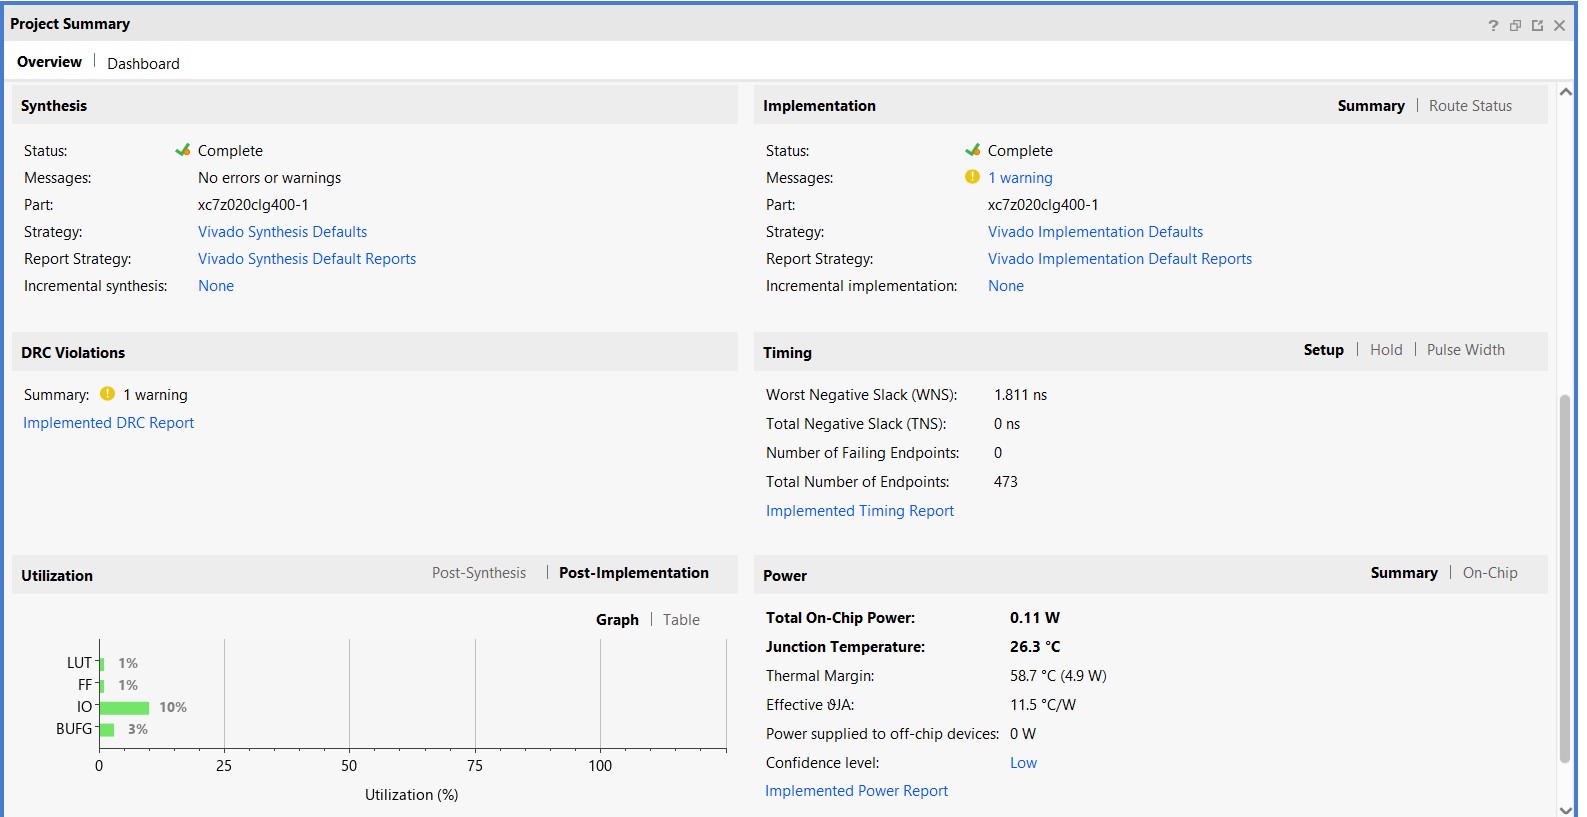 Project Summary
Overview | Dashboard
Synthesis
Status: Complete
Messages: No errors or warnings
Part: xc7z020clg400-1
Strategy: Vivado Synthesis Defaults
Report Strategy: Vivado Synthesis Default Reports
Incremental synthesis: None
Implementation Summary | Route Status
Status: Complete
Messages: 1 warning
Part: xc7z020clg400-1
Strategy: Vivado Implementation Defaults
Report Strategy: Vivado Implementation Default Reports
Incremental implementation: None
DRC Violations
Summary: 1 warning
Implemented DRC Report
Timing Setup | Hold | Pulse Width
Worst Negative Slack (WNS): 1.811 ns
Total Negative Slack (TNS): 0 ns
Number of Failing Endpoints: 0
Total Number of Endpoints: 473
Implemented Timing Report
Utilization Post-Synthesis | Post-Implementation
Graph | Table
LUT 1%
FF 1%
IO 10%
BUFG 3%
0 25 50 75 100
Utilization (%)
Power Summary | On-Chip
Total On-Chip Power: 0.11 W
Junction Temperature: 26.3 °C
Thermal Margin: 58.7 °C (4.9 W)
Effective ϑJA: 11.5 °C/W
Power supplied to off-chip devices: 0 W
Confidence level: Low
Implemented Power Report